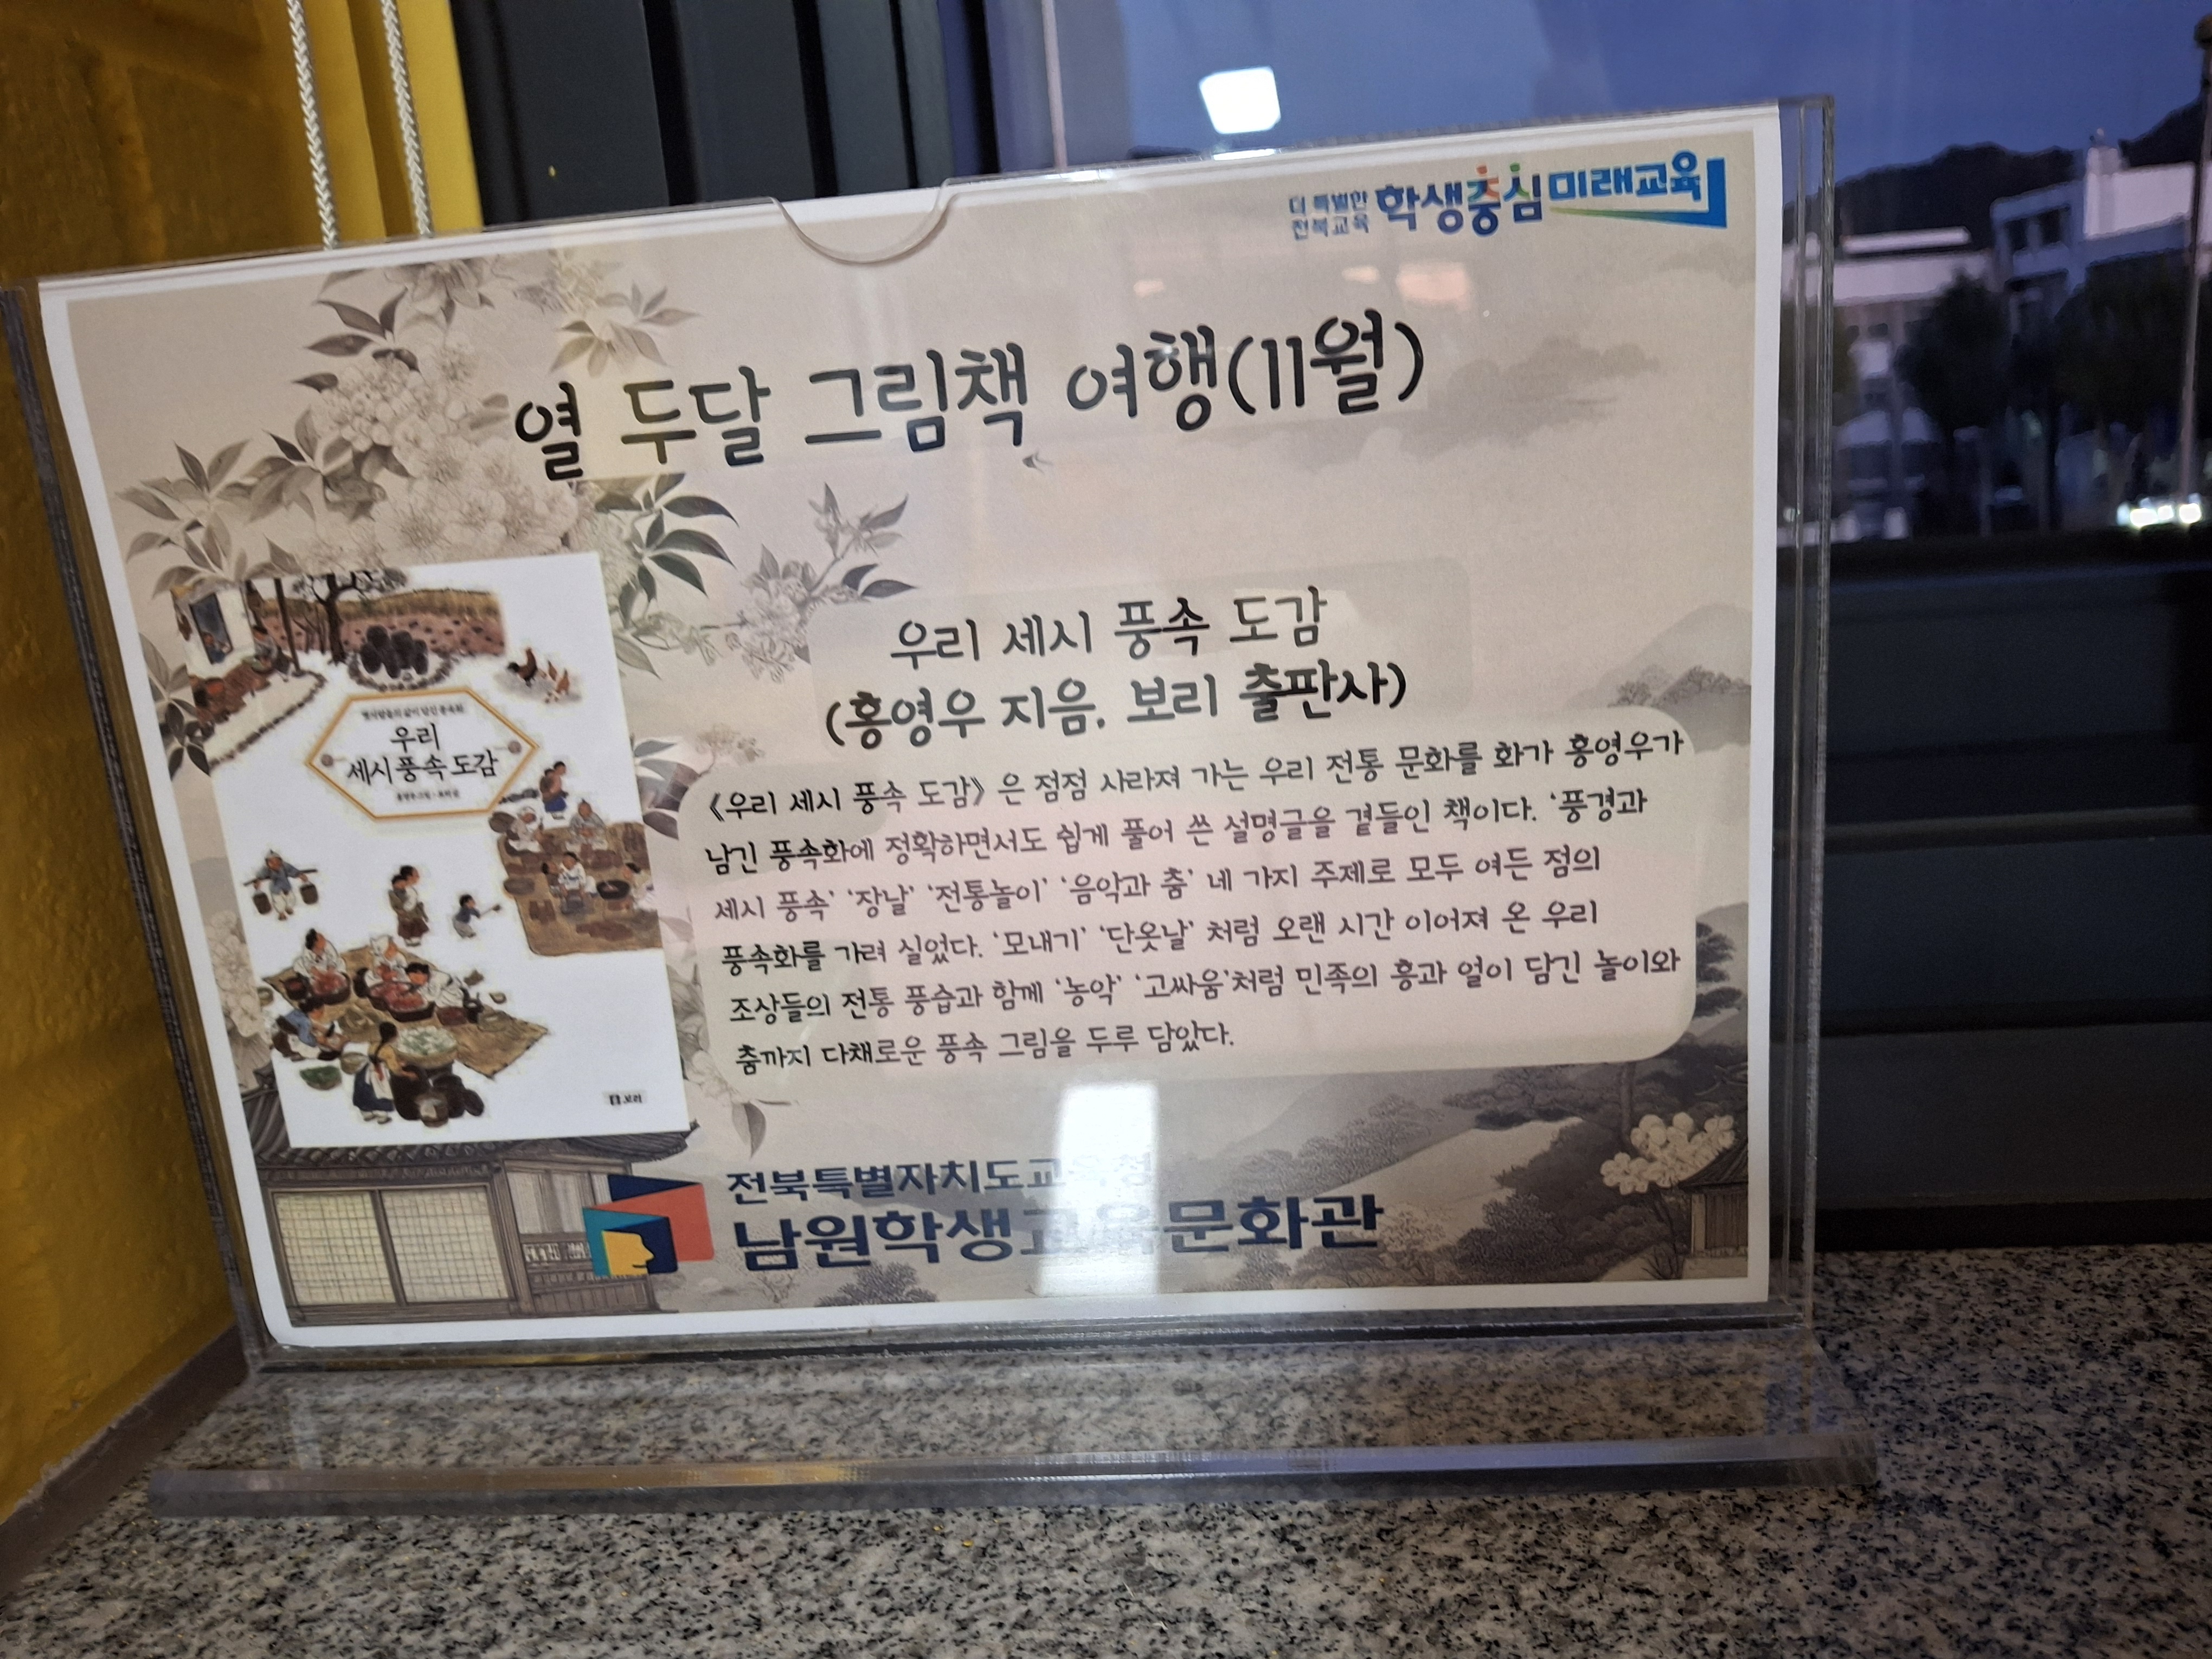 더 특별한
전북교육
학생중심 미래교육
열 두달 그림책 여행(11월)
우리
세시 풍속 도감
보리
우리 세시 풍속 도감
(홍영우 지음, 보리 출판사)
《우리 세시 풍속 도감》 은 점점 사라져 가는 우리 전통 문화를 화가 홍영우가
남긴 풍속화에 정확하면서도 쉽게 풀어 쓴 설명글을 곁들인 책이다. ‘풍경과
세시 풍속’ ‘장날’ ‘전통놀이’ ‘음악과 춤’ 네 가지 주제로 모두 여든 점의
풍속화를 가려 실었다. ‘모내기’ ‘단옷날’ 처럼 오랜 시간 이어져 온 우리
조상들의 전통 풍습과 함께 ‘농악’ ‘고싸움’처럼 민족의 흥과 얼이 담긴 놀이와
춤까지 다채로운 풍속 그림을 두루 담았다.
전북특별자치도교육청
남원학생교육문화관